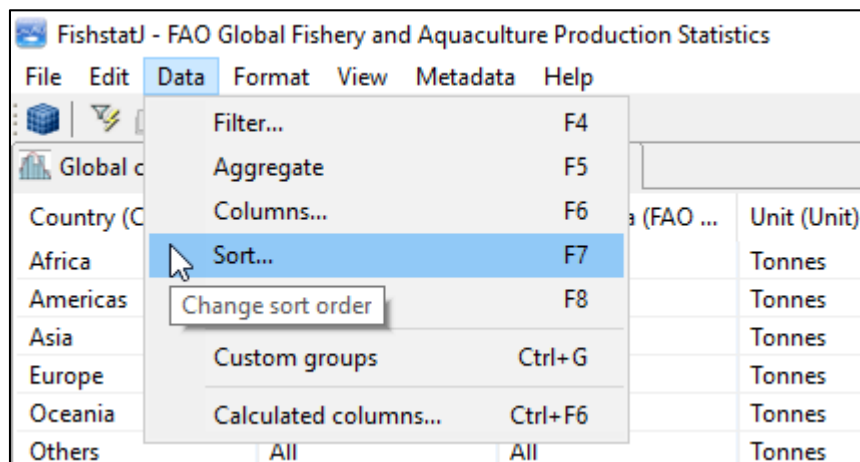 FishstatJ - FAO Global Fishery and Aquaculture Production Statistics
File Edit Data Format View Metadata Help
Filter... F4
Global c Aggregate F5
Country (C Columns... F6 a (FAO ... Unit (Unit)
Africa Sort... F7 Tonnes
Americas Change sort order F8 Tonnes
Asia Tonnes
Custom groups Ctrl+G
Europe Tonnes
Oceania Calculated columns... Ctrl+F6 Tonnes
Others All All Tonnes